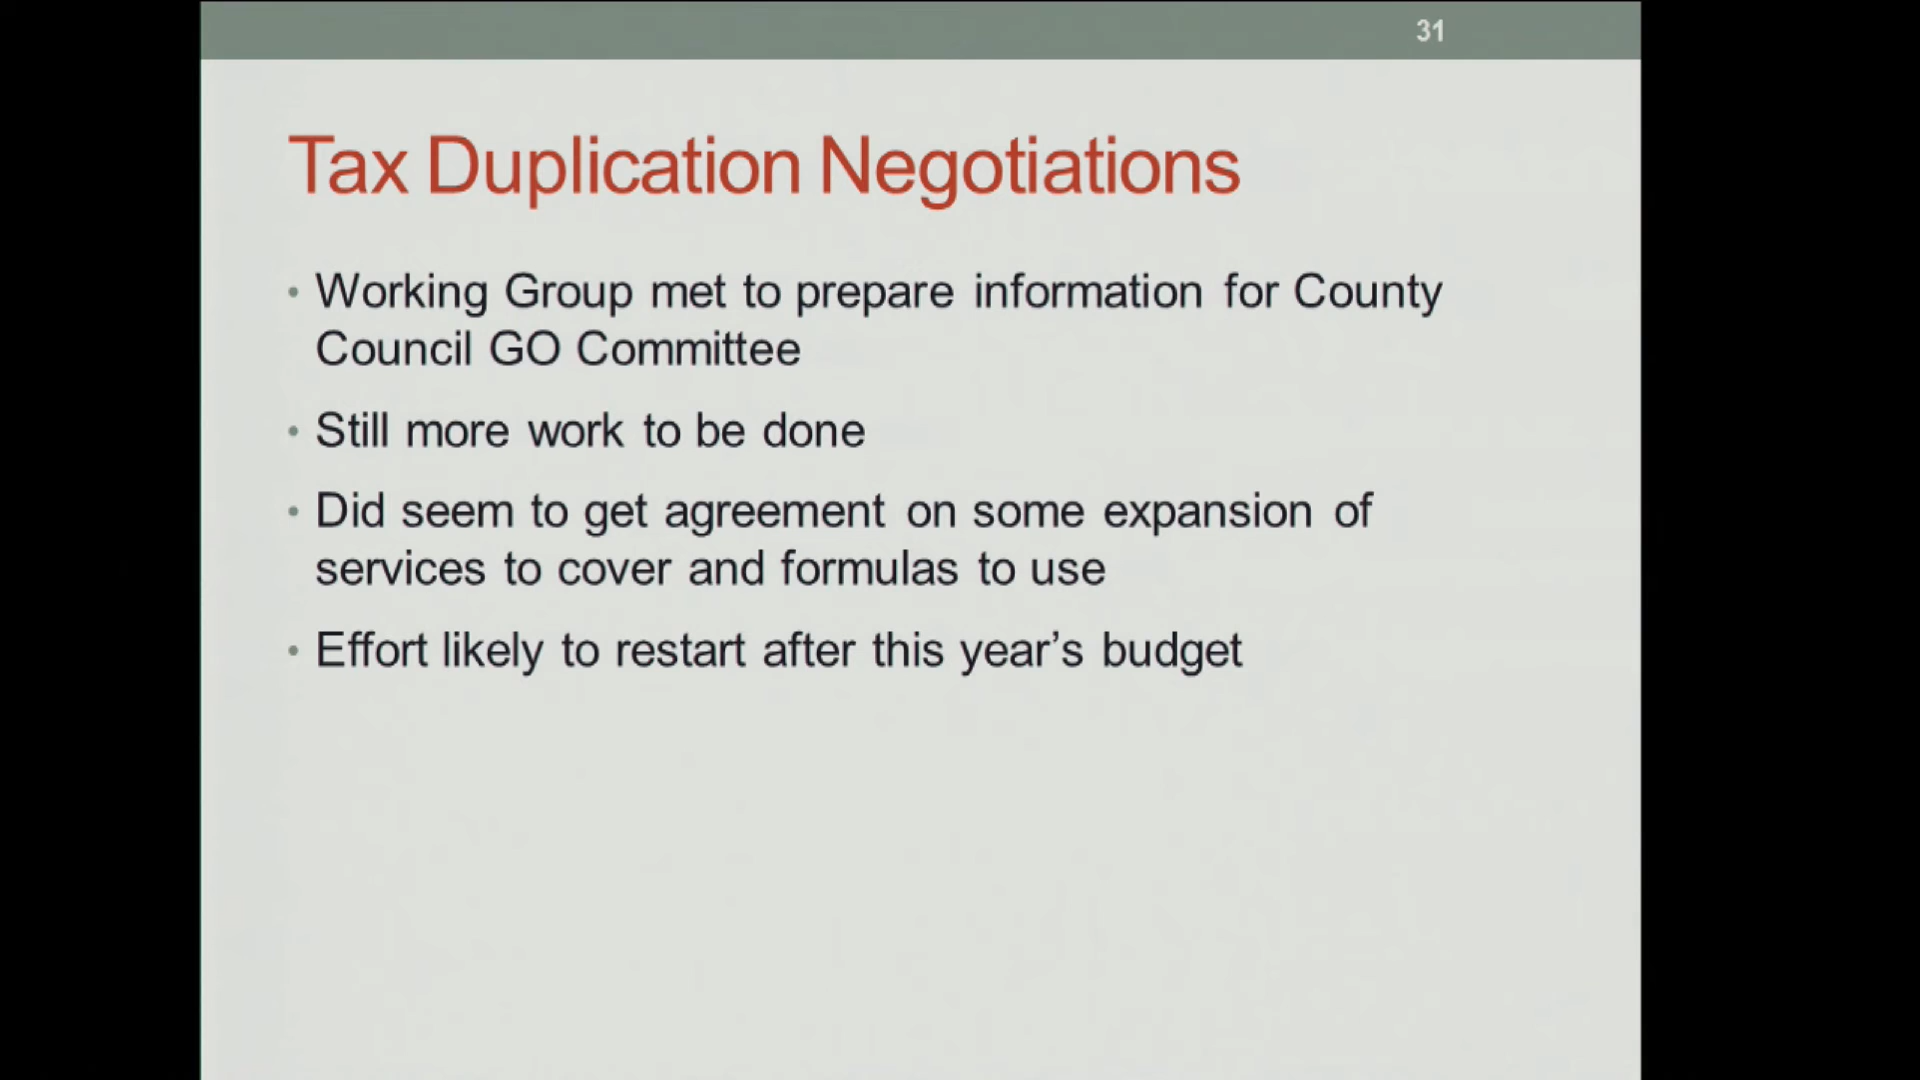 31
Tax Duplication Negotiations
• Working Group met to prepare information for County
Council GO Committee
• Still more work to be done
• Did seem to get agreement on some expansion of
services to cover and formulas to use
• Effort likely to restart after this year’s budget